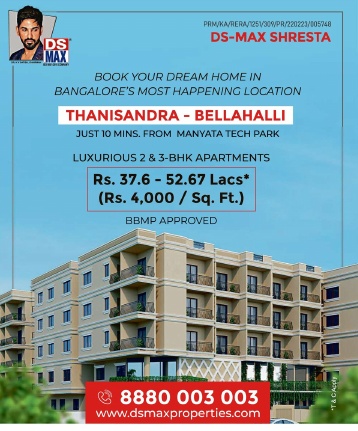 PRM/KA/RERA/1251/309/PR/220223/005748
DS
MAX
DS-MAX SHRESTA
BOOK YOUR DREAM HOME IN
BANGALORE'S MOST HAPPENING LOCATION
THANISANDRA - BELLAHALLI
JUST 10 MINS. FROM MANYATA TECH PARK
LUXURIOUS 2 & 3-BHK APARTMENTS
Rs. 37.6 - 52.67 Lacs*
(Rs. 4,000 / Sq. Ft.)
BBMP APPROVED
8880 003 003
www.dsmaxproperties.com
*T & C Apply